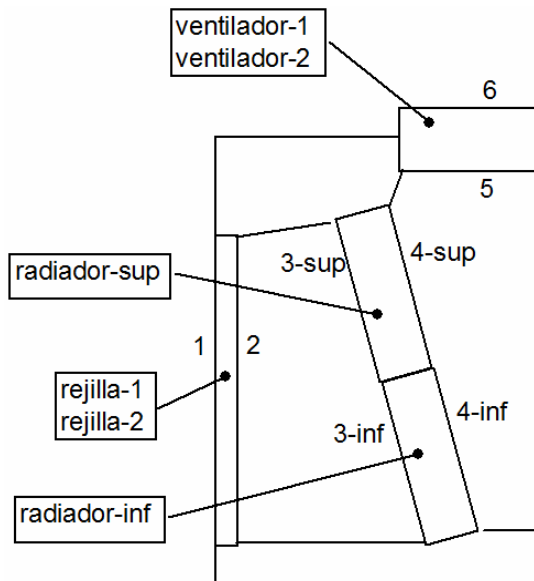 ventilador-1
ventilador-2
6
5
3-sup
4-sup
radiador-sup
1
2
rejilla-1
rejilla-2
3-inf
4-inf
radiador-inf